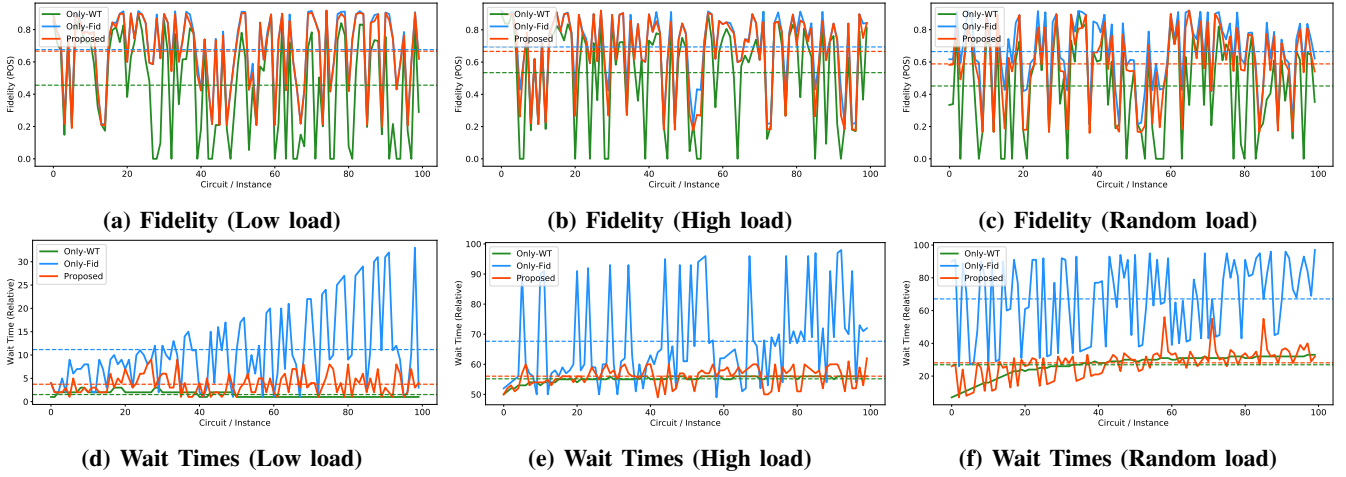 Fidelity (POS)
0.8
0.6
0.4
0.2
0.0
Only-WT
Only-Fid
Proposed
0 20 40 60 80 100
Circuit / Instance
(a) Fidelity (Low load)
Fidelity (POS)
0.8
0.6
0.4
0.2
0.0
Only-WT
Only-Fid
Proposed
0 20 40 60 80 100
Circuit / Instance
(b) Fidelity (High load)
Fidelity (POS)
0.8
0.6
0.4
0.2
0.0
Only-WT
Only-Fid
Proposed
0 20 40 60 80 100
Circuit / Instance
(c) Fidelity (Random load)
Wait Time (Relative)
30
25
20
15
10
5
0
Only-WT
Only-Fid
Proposed
0 20 40 60 80 100
Circuit / Instance
(d) Wait Times (Low load)
Wait Time (Relative)
100
90
80
70
60
50
Only-WT
Only-Fid
Proposed
0 20 40 60 80 100
Circuit / Instance
(e) Wait Times (High load)
Wait Time (Relative)
100
80
60
40
20
Only-WT
Only-Fid
Proposed
0 20 40 60 80 100
Circuit / Instance
(f) Wait Times (Random load)